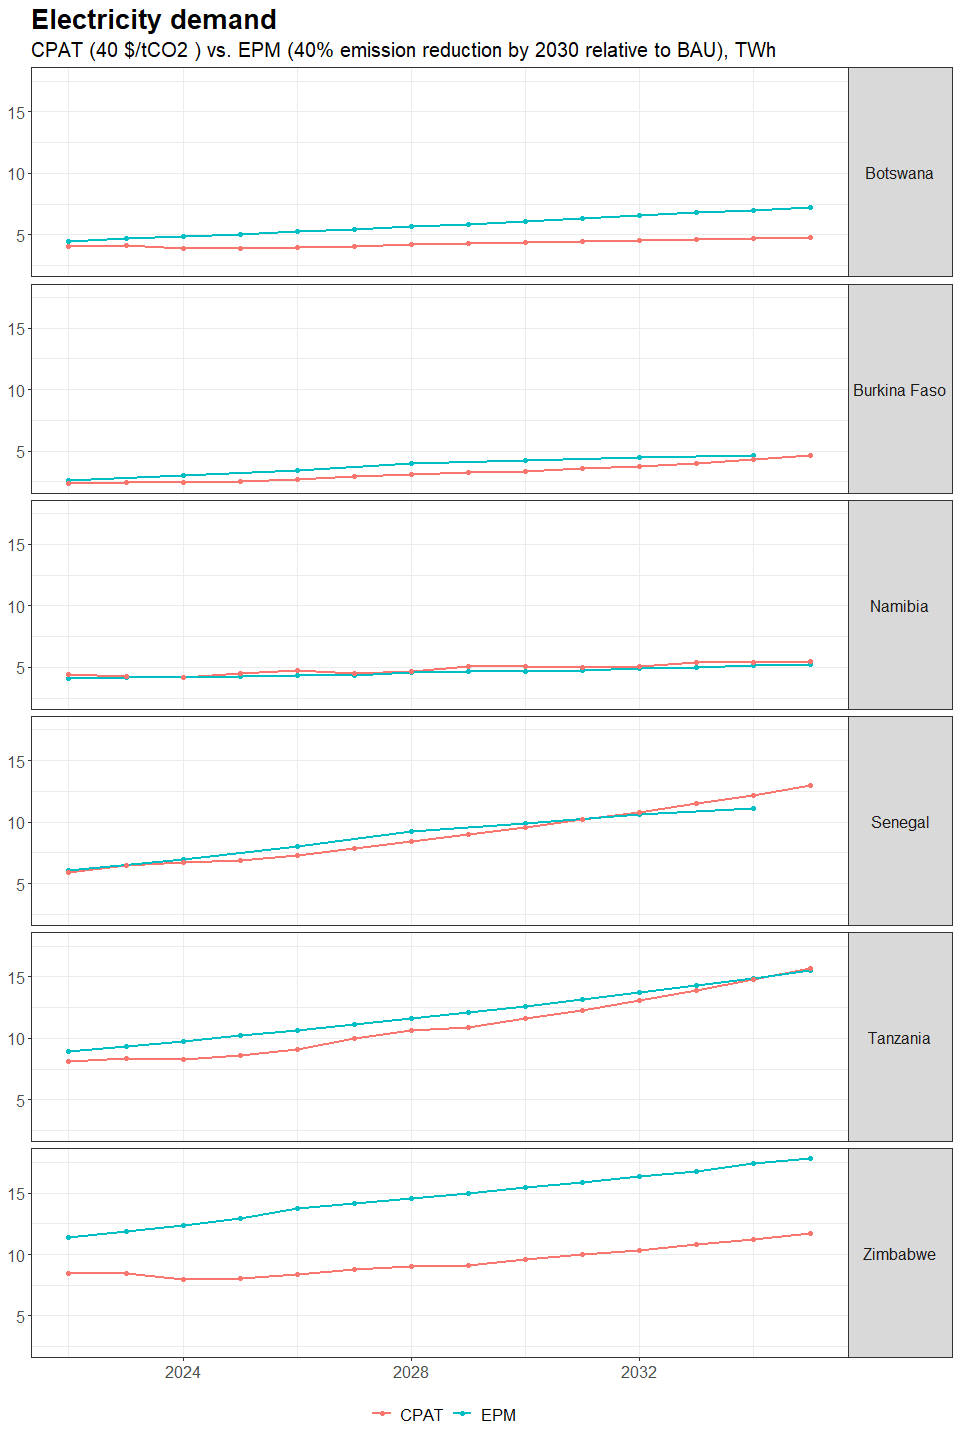 Electricity demand
CPAT (40 $/tCO2 ) vs. EPM (40% emission reduction by 2030 relative to BAU), TWh
15
10
5
Botswana
15
10
5
Burkina Faso
15
10
5
Namibia
15
10
5
Senegal
15
10
5
Tanzania
15
10
5
Zimbabwe
2024 2028 2032
CPAT EPM